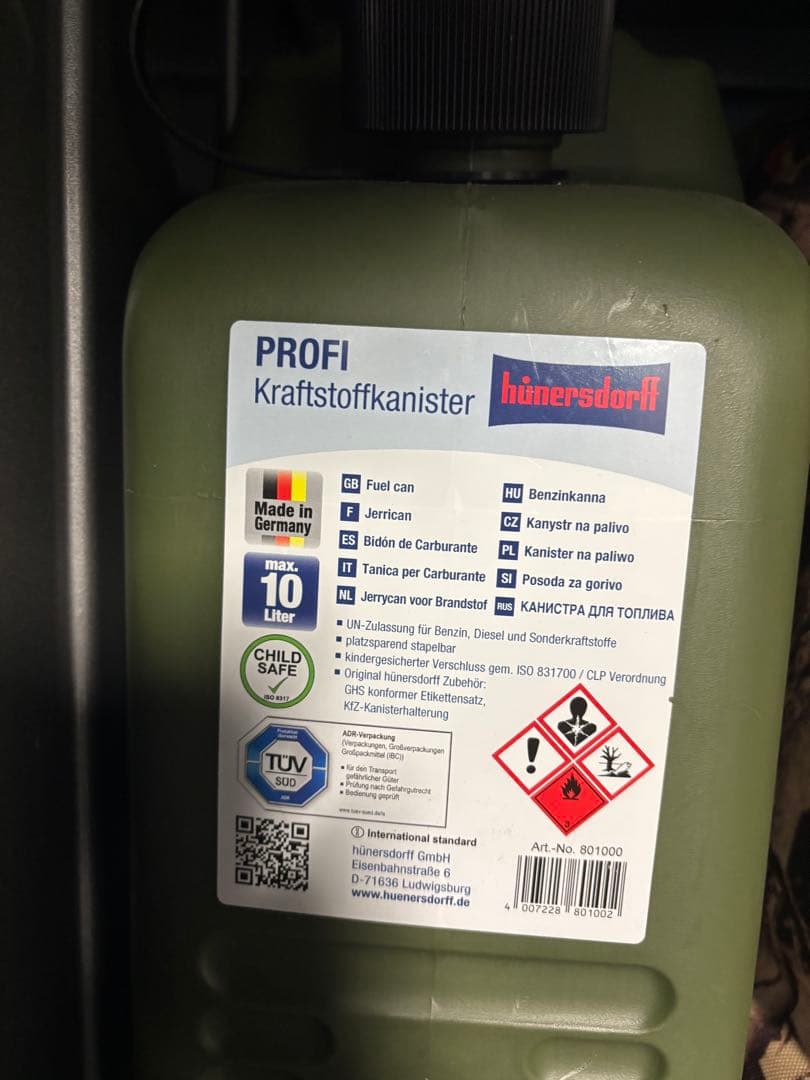 PROFI
Kraftstoffkanister
hünersdorff
Made in
Germany
max.
10
Liter
CHILD
SAFE
ISO 8317
GB Fuel can
F Jerrican
ES Bidón de Carburante
IT Tanica per Carburante
NL Jerrycan voor Brandstof
HU Benzinkanna
CZ Kanystr na palivo
PL Kanister na paliwo
SI Posoda za gorivo
RUS КАНИСТРА ДЛЯ ТОПЛИВА
▪ UN-Zulassung für Benzin, Diesel und Sonderkraftstoffe
▪ platzsparend stapelbar
▪ kindergesicherter Verschluss gem. ISO 831700 / CLP Verordnung
▪ Original hünersdorff Zubehör:
GHS konformer Etikettensatz,
KfZ-Kanisterhalterung
TÜV
SÜD
ADR
ADR-Verpackung
(Verpackungen, Großverpackungen
Großpackmittel (IBC))
▪ für den Transport
gefährlicher Güter
▪ Prüfung nach Gefahrgutrecht
▪ Bedienung geprüft
3
International standard
hünersdorff GmbH
Eisenbahnstraße 6
D-71636 Ludwigsburg
www.huenersdorff.de
Art.-No. 801000
4 007228 801002